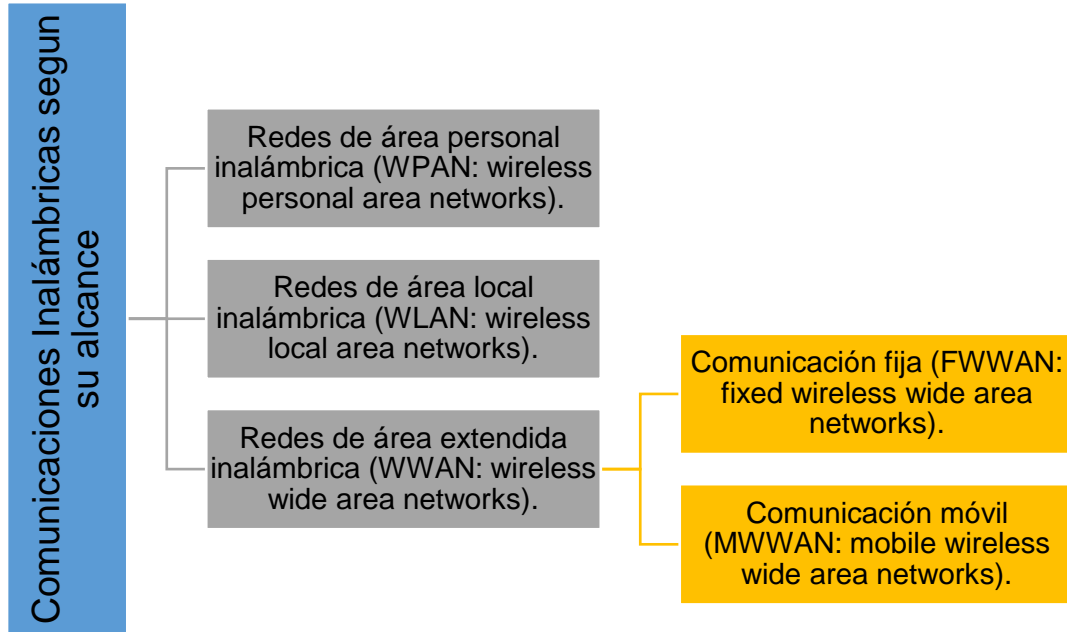 Comunicaciones Inalámbricas segun
su alcance
Redes de área personal
inalámbrica (WPAN: wireless
personal area networks).
Redes de área local
inalámbrica (WLAN: wireless
local area networks).
Redes de área extendida
inalámbrica (WWAN: wireless
wide area networks).
Comunicación fija (FWWAN:
fixed wireless wide area
networks).
Comunicación móvil
(MWWAN: mobile wireless
wide area networks).